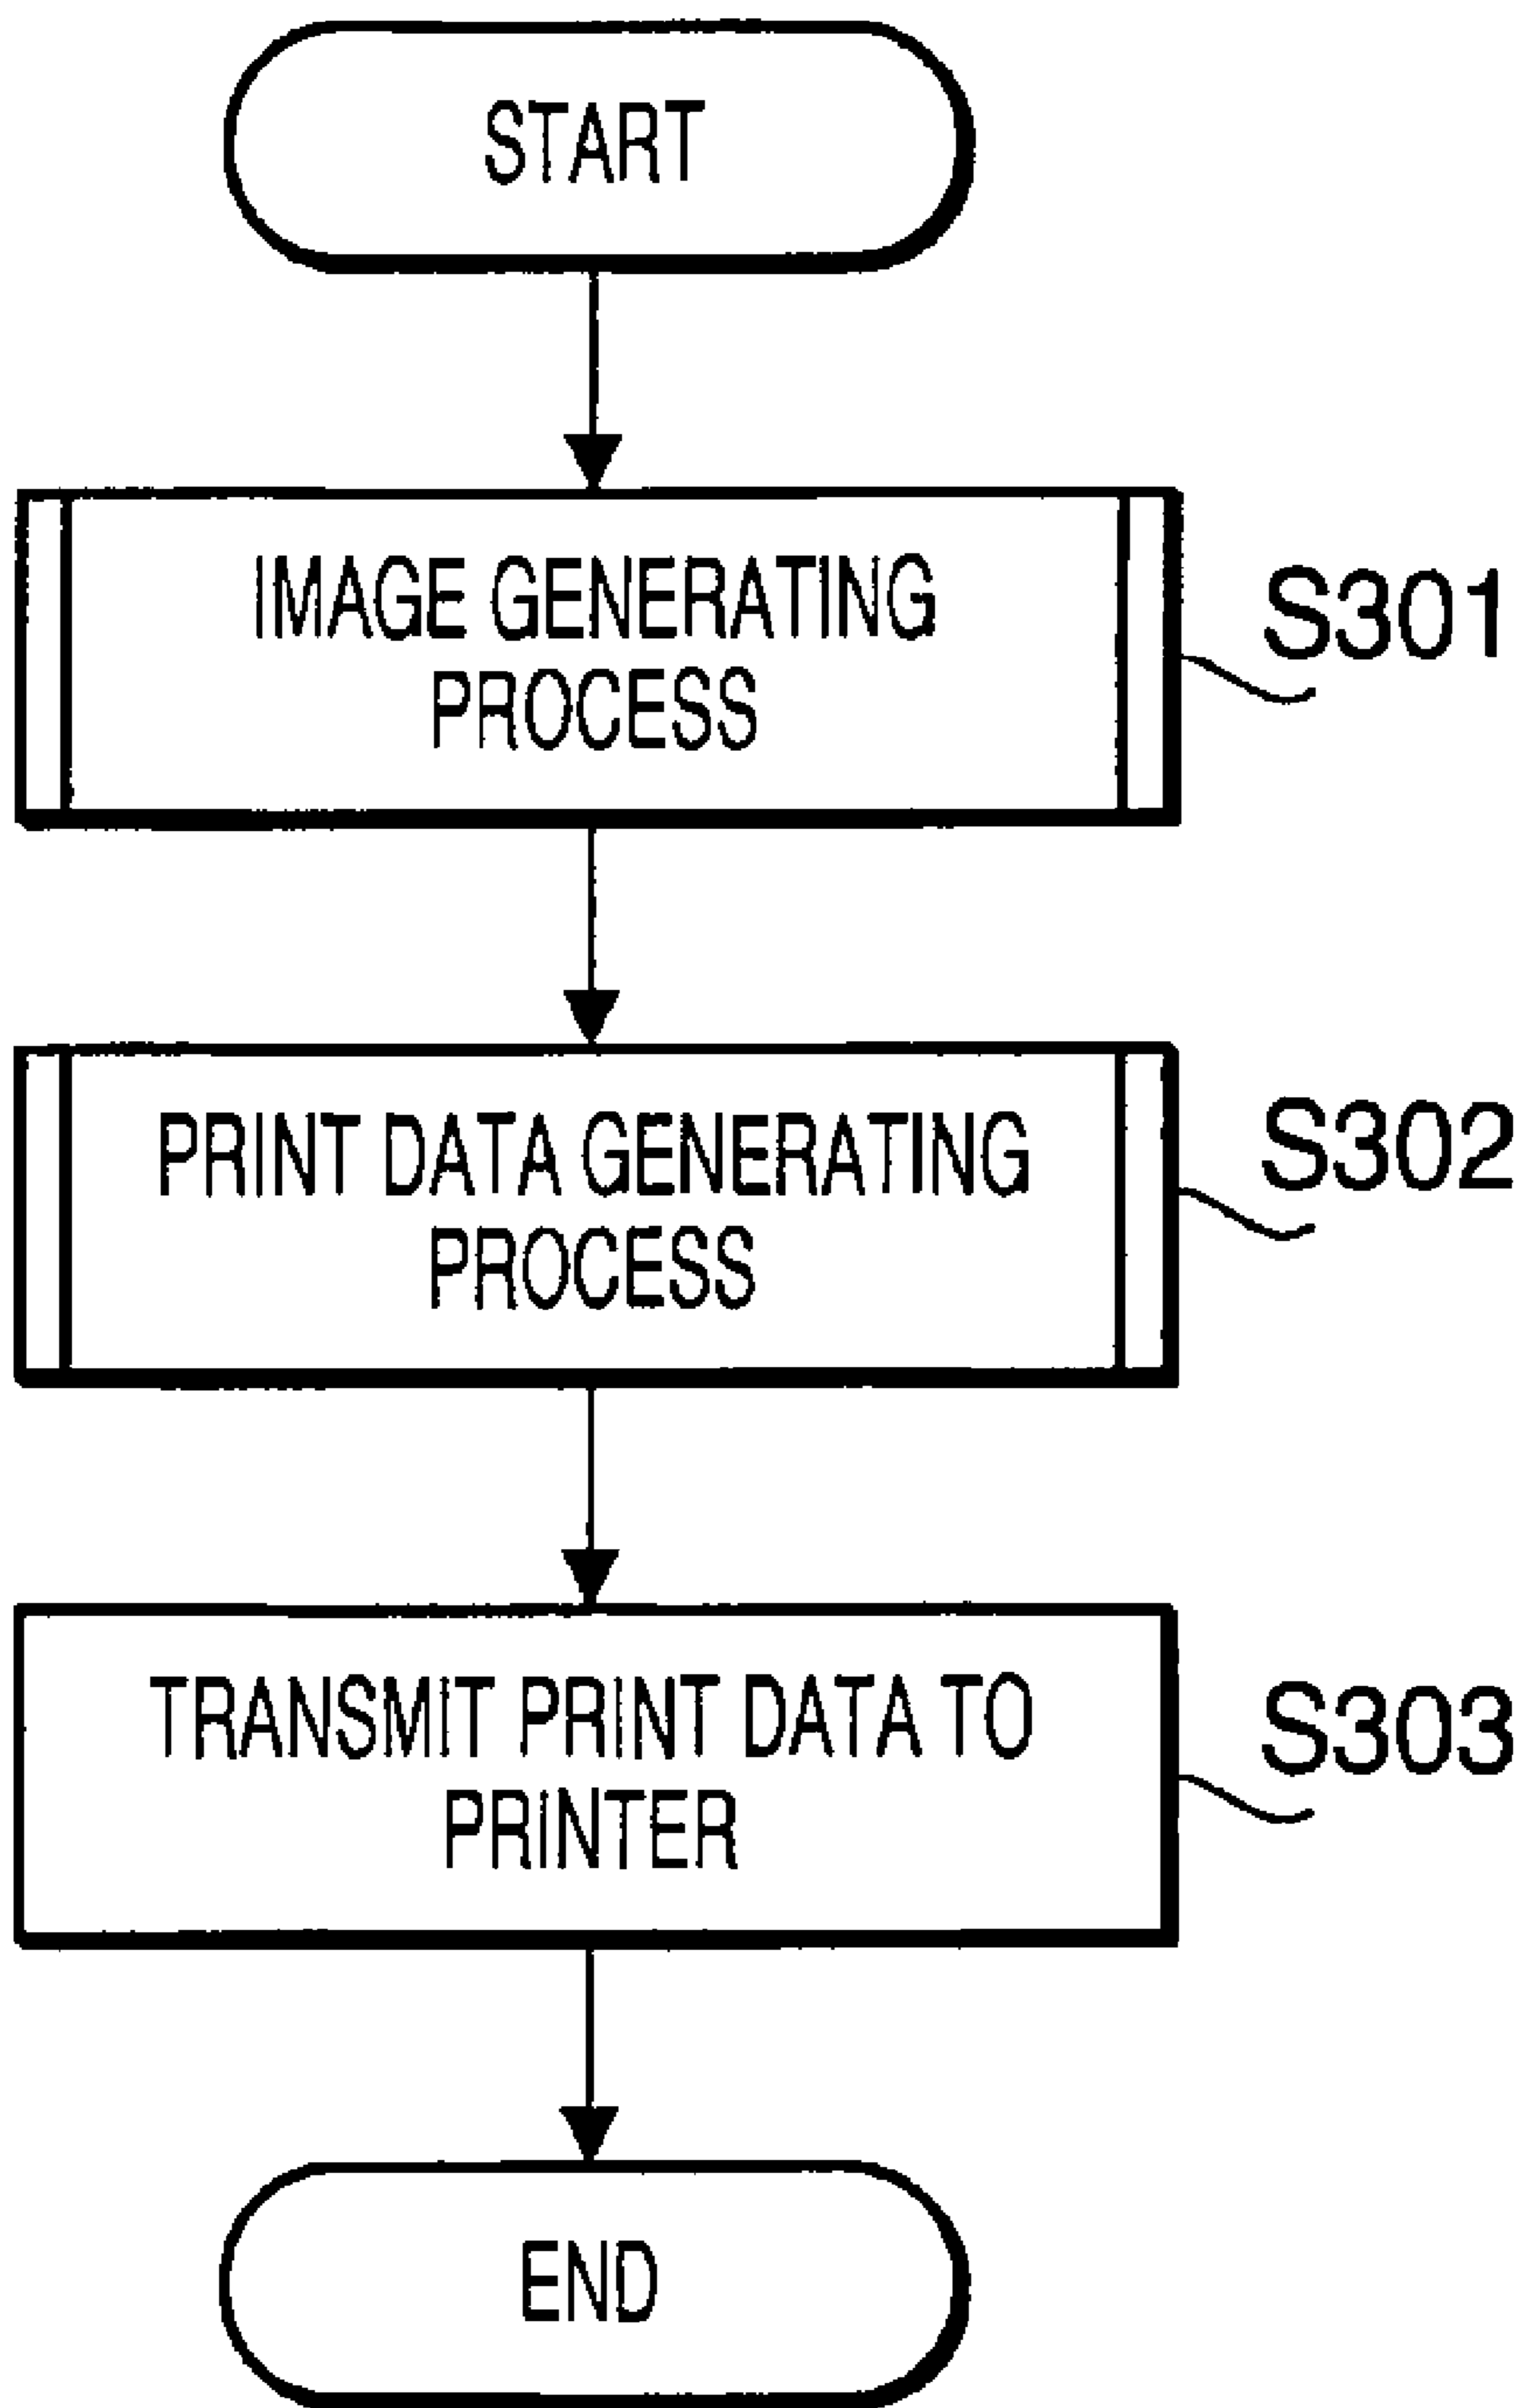 START
IMAGE GENERATING
PROCESS
S301
PRINT DATA GENERATING
PROCESS
S302
TRANSMIT PRINT DATA TO
PRINTER
S303
END